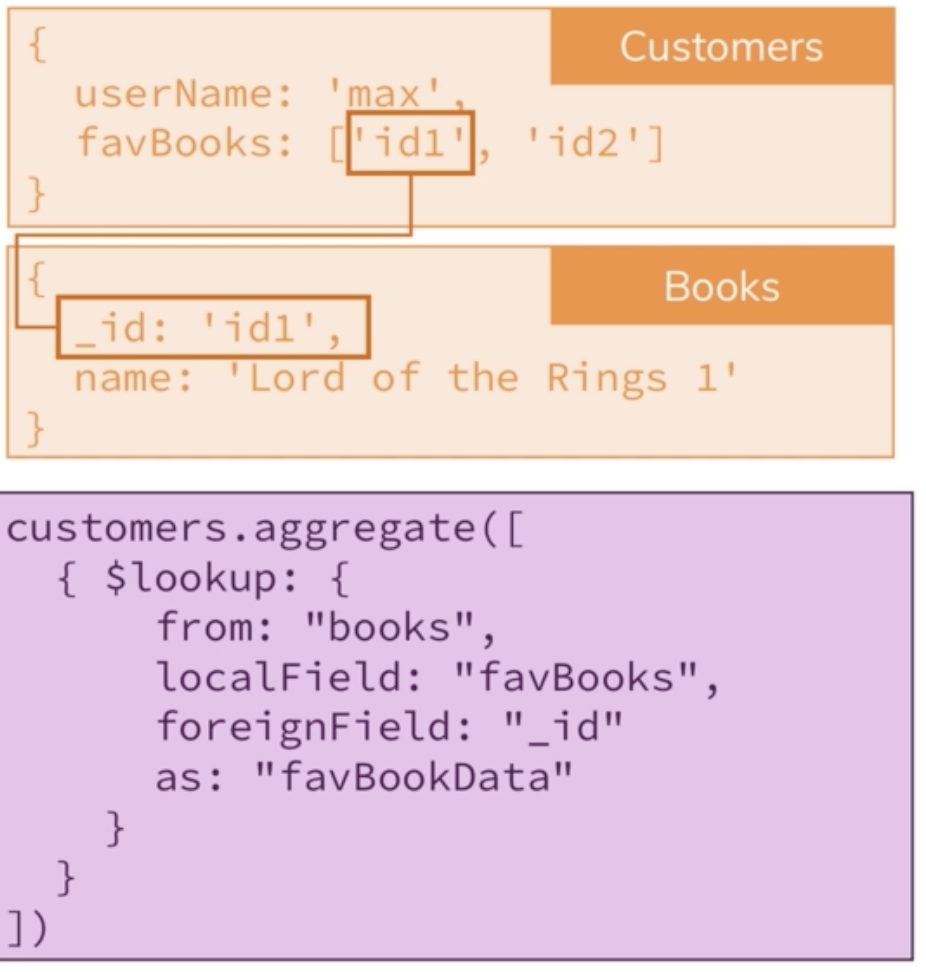 Customers
{
userName: 'max',
favBooks: ['id1', 'id2']
}
Books
{
_id: 'id1',
name: 'Lord of the Rings 1'
}
customers.aggregate([
{ $lookup: {
from: "books",
localField: "favBooks",
foreignField: "_id"
as: "favBookData"
}
}
])